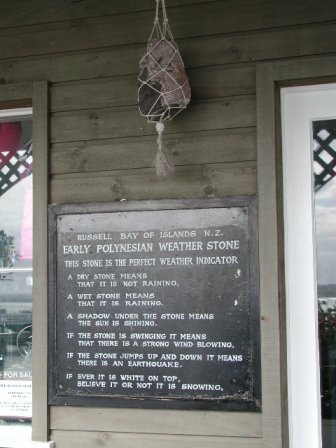 RUSSELL BAY OF ISLANDS N.Z.
EARLY POLYNESIAN WEATHER STONE
THIS STONE IS THE PERFECT WEATHER INDICATOR
A DRY STONE MEANS
THAT IT IS NOT RAINING.
A WET STONE MEANS
THAT IT IS RAINING.
A SHADOW UNDER THE STONE MEANS
THE SUN IS SHINING.
IF THE STONE IS SWINGING IT MEANS
THAT THERE IS A STRONG WIND BLOWING.
IF THE STONE JUMPS UP AND DOWN IT MEANS
THERE IS AN EARTHQUAKE.
IF EVER IT IS WHITE ON TOP,
BELIEVE IT OR NOT IT IS SNOWING.
FOR SALE